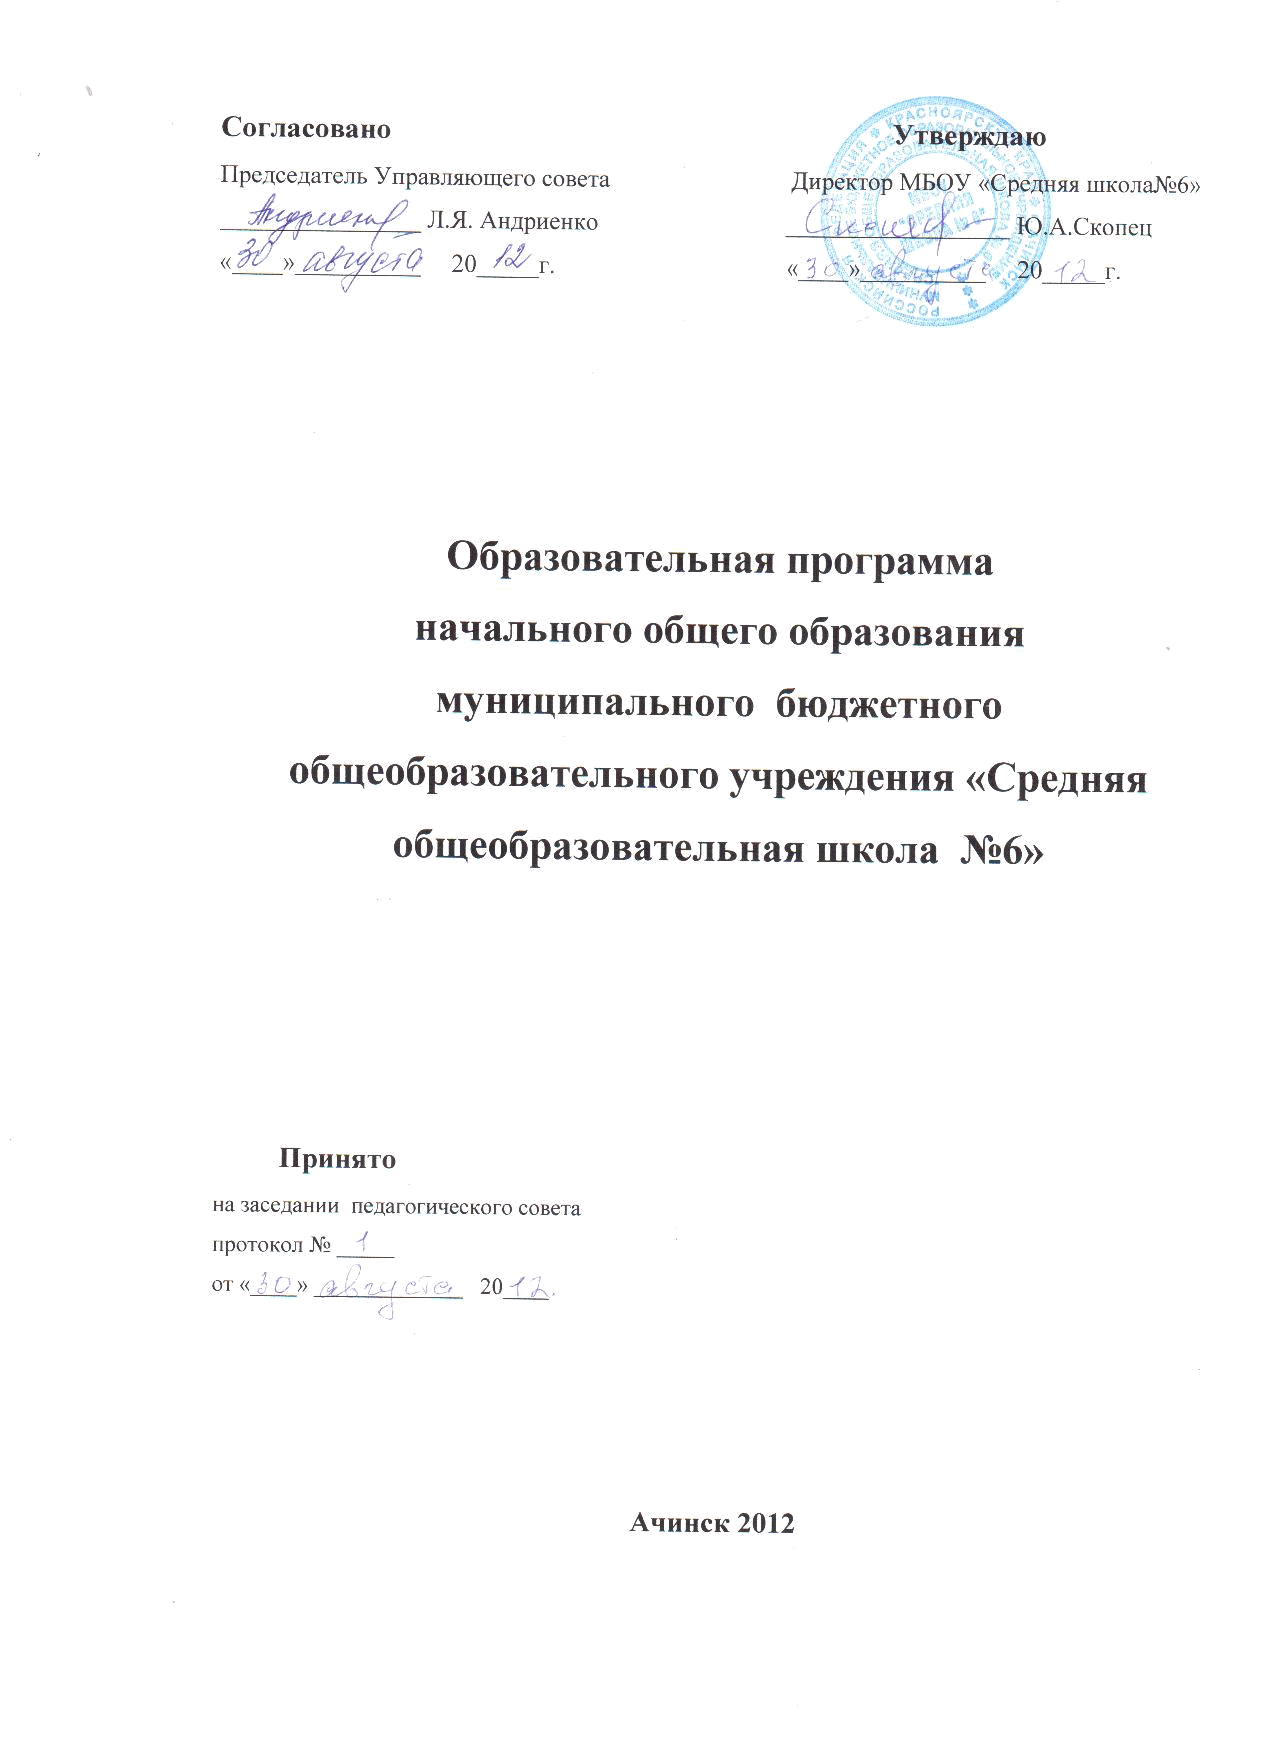 Согласовано
Председатель Управляющего совета
Андриенко Л.Я. Андриенко
«30» августа 2012г.
Утверждаю
Директор МБОУ «Средняя школа№6»
Ю.А.Скопец
«30» августа 2012г.
Образовательная программа
начального общего образования
муниципального бюджетного
общеобразовательного учреждения «Средняя
общеобразовательная школа №6»
Принято
на заседании педагогического совета
протокол № 1
от «30» августа 2012.
Ачинск 2012